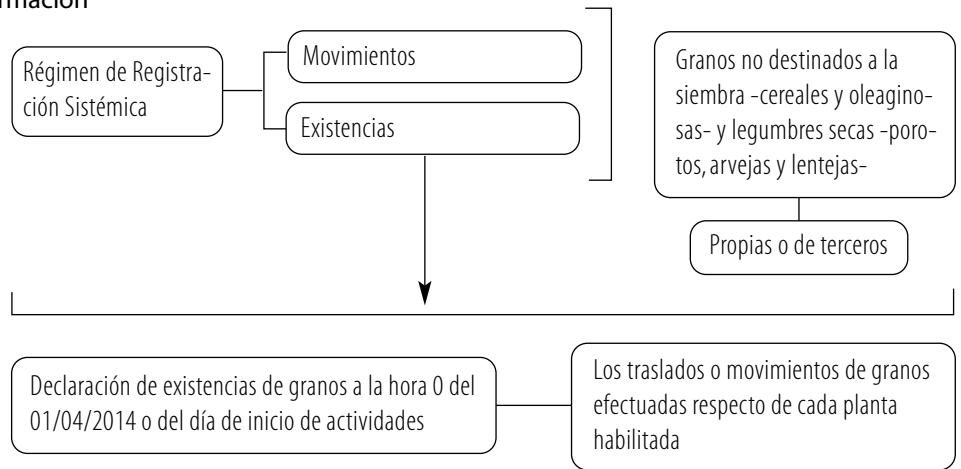 rmación
Régimen de Registra-
ción Sistémica
Movimientos
Existencias
Granos no destinados a la
siembra -cereales y oleagino-
sas- y legumbres secas -poro-
tos, arvejas y lentejas-
Propias o de terceros
Declaración de existencias de granos a la hora 0 del
01/04/2014 o del día de inicio de actividades
Los traslados o movimientos de granos
efectuadas respecto de cada planta
habilitada